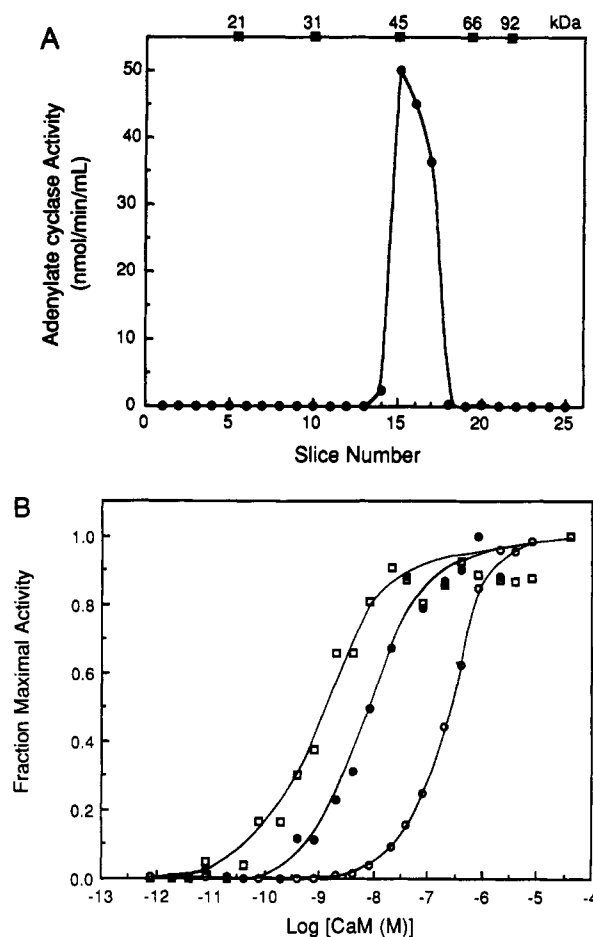 A
21 31 45 66 92 kDa
50
40
30
20
10
0
Adenylate cyclase Activity
(nmol/min/mL)
0 5 10 15 20 25
Slice Number
B
1.0
0.8
0.6
0.4
0.2
0.0
Fraction Maximal Activity
-13 -12 -11 -10 -9 -8 -7 -6 -5 -4
Log [CaM (M)]